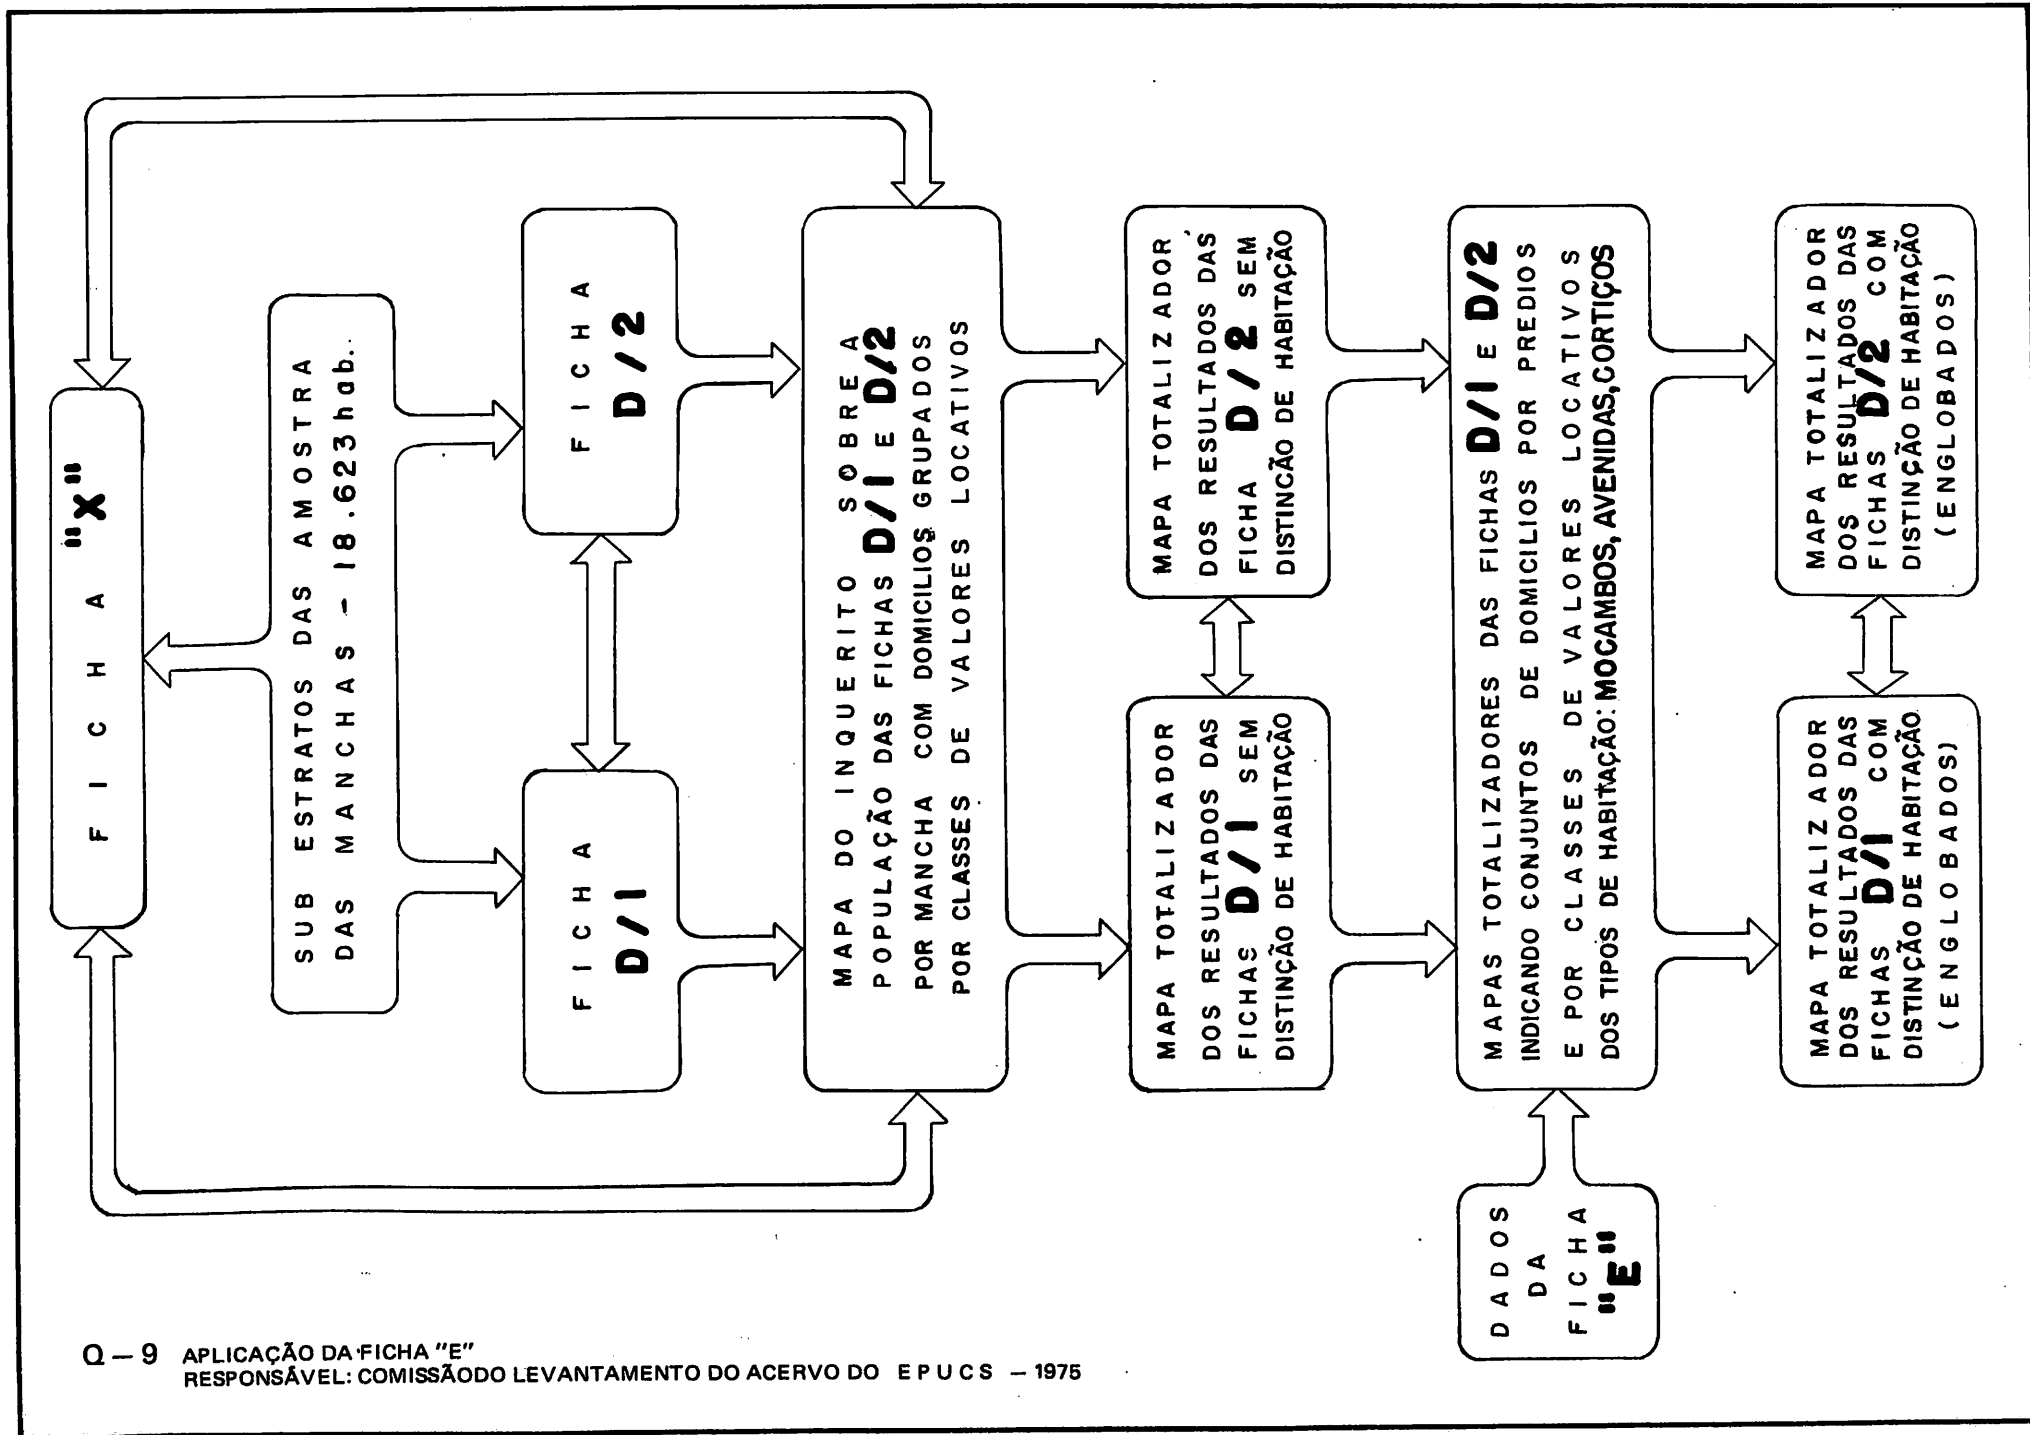 FICHA "X"
SUB ESTRATOS DAS AMOSTRA
DAS MANCHAS - 18.623 hab..
FICHA
D/1
FICHA
D/2
MAPA DO INQUERITO SOBRE A
POPULAÇÃO DAS FICHAS D/1 E D/2
POR MANCHA COM DOMICILIOS GRUPADOS
POR CLASSES DE VALORES LOCATIVOS
MAPA TOTALIZADOR
DOS RESULTADOS DAS
FICHAS D/1 SEM
DISTINÇÃO DE HABITAÇÃO
MAPA TOTALIZADOR
DOS RESULTADOS DAS
FICHA D/2 SEM
DISTINCÃO DE HABITAÇÃO
MAPAS TOTALIZADORES DAS FICHAS D/1 E D/2
INDICANDO CONJUNTOS DE DOMICILIOS POR PREDIOS
E POR CLASSES DE VALORES LOCATIVOS
DOS TIPOS DE HABITAÇÃO: MOCAMBOS, AVENIDAS, CORTIÇOS
DADOS
DA
FICHA
"E"
MAPA TOTALIZADOR
DOS RESULTADOS DAS
FICHAS D/1 COM
DISTINÇÃO DE HABITAÇÃO
(ENGLOBADOS)
MAPA TOTALIZADOR
DOS RESULTADOS DAS
FICHAS D/2 COM
DISTINÇÃO DE HABITAÇÃO
(ENGLOBADOS)
Q — 9 APLICAÇÃO DA FICHA "E"
RESPONSÁVEL: COMISSÃODO LEVANTAMENTO DO ACERVO DO EPUCS — 1975